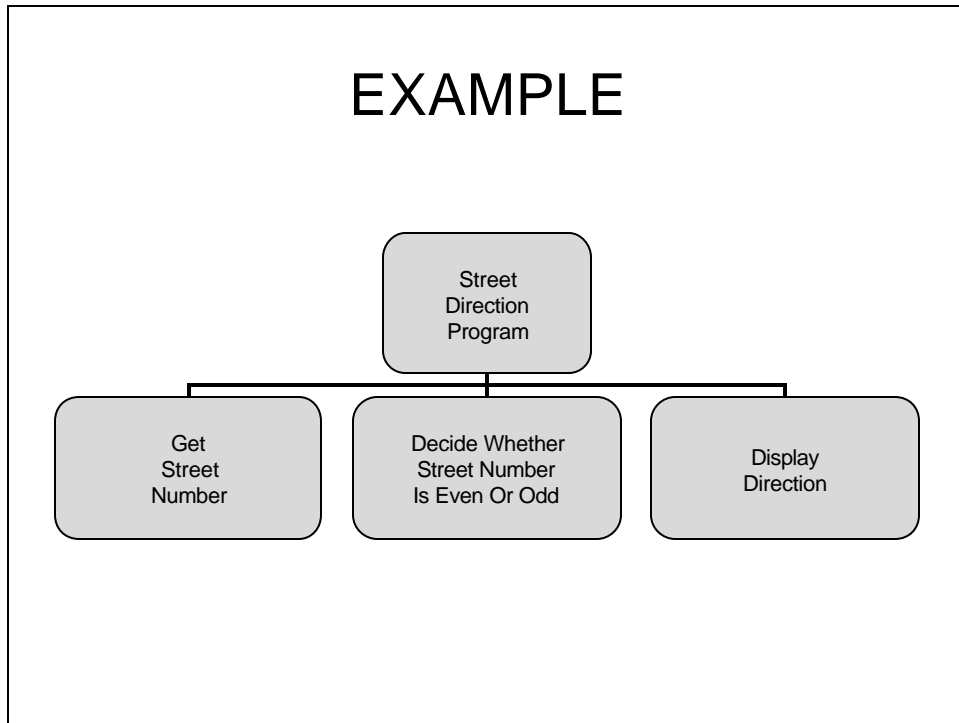 EXAMPLE
Street
Direction
Program
Get
Street
Number
Decide Whether
Street Number
Is Even Or Odd
Display
Direction